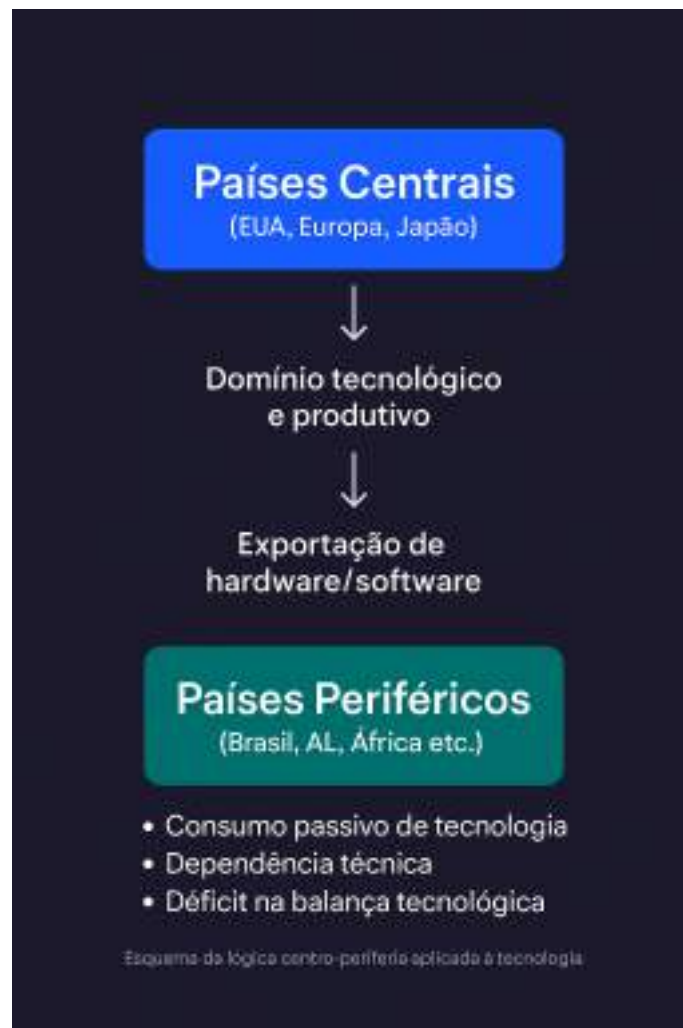 Países Centrais
(EUA, Europa, Japão)
Domínio tecnológico
e produtivo
Exportação de
hardware/software
Países Periféricos
(Brasil, AL, África etc.)
• Consumo passivo de tecnologia
• Dependência técnica
• Déficit na balança tecnológica
Esquema da lógica centro-periferia aplicada à tecnologia